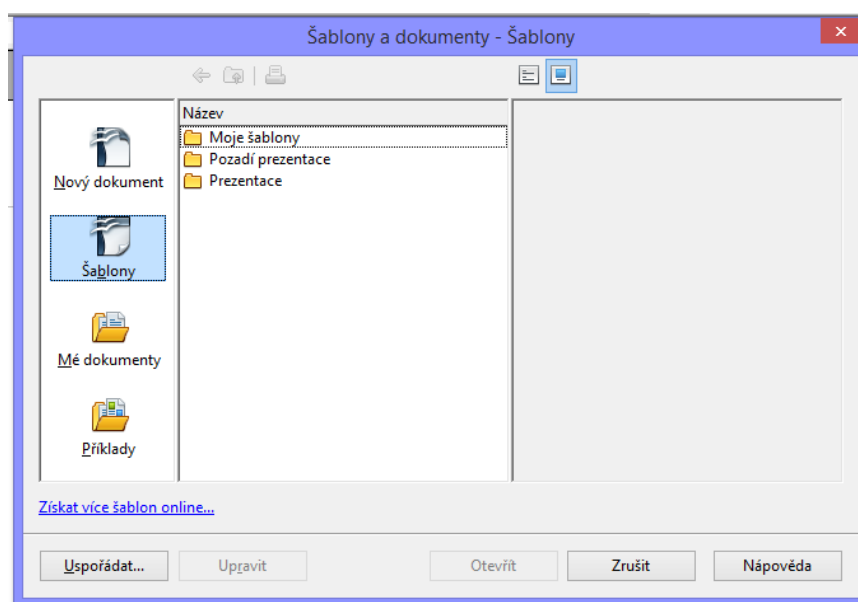 Šablony a dokumenty - Šablony
Název
Moje šablony
Pozadí prezentace
Prezentace
Nový dokument
Šablony
Mé dokumenty
Příklady
Získat více šablon online...
Uspořádat...
Upravit
Otevřít
Zrušit
Nápověda